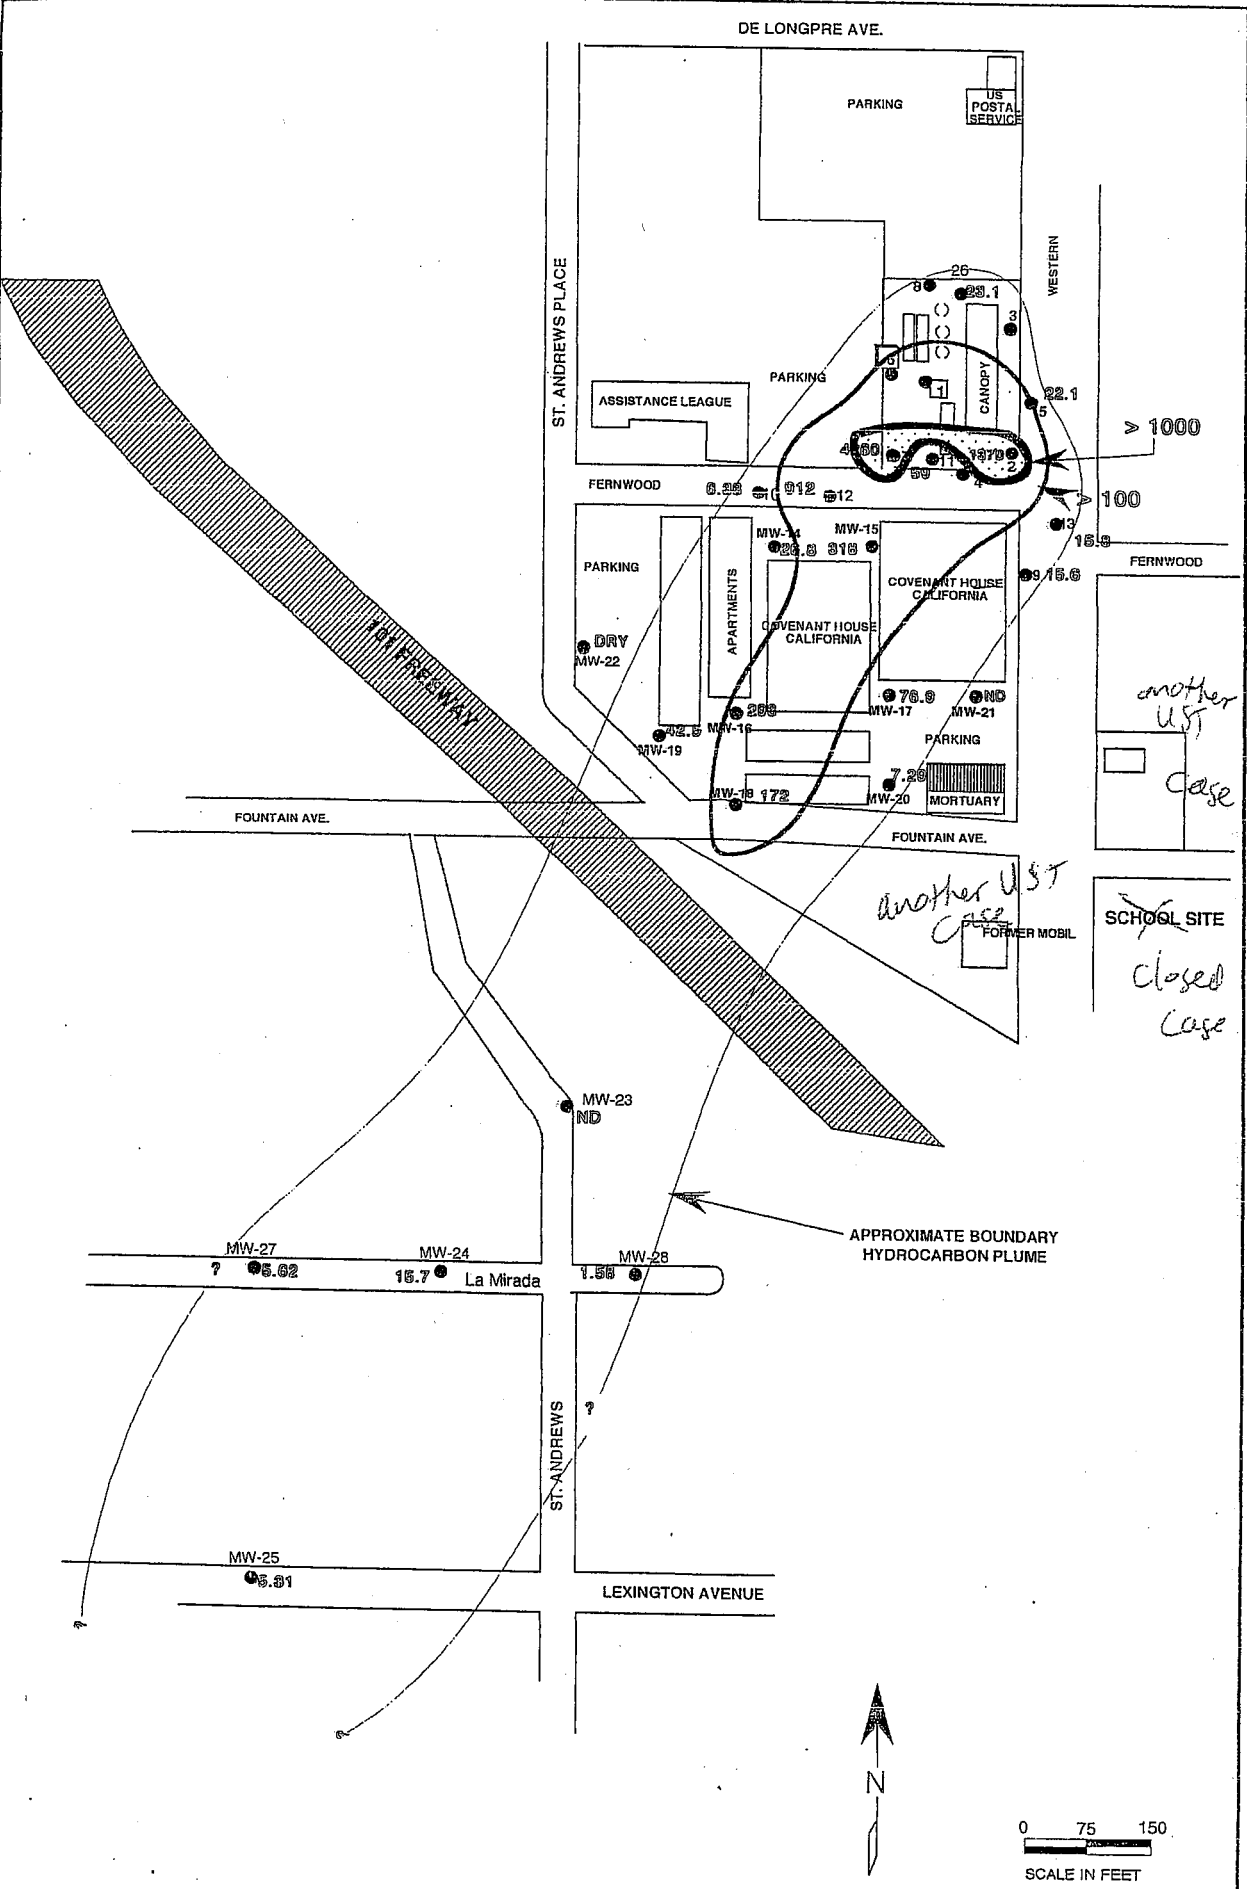 DE LONGPRE AVE.
PARKING
US
POSTAL
SERVICE
ST. ANDREWS PLACE
WESTERN
26
8
23.1
3
6
PARKING
1
CANOPY
ASSISTANCE LEAGUE
22.1
5
> 1000
11
1370
2
59
4
FERNWOOD
912
12
> 100
13
15.8
MW-14
MW-15
318
FERNWOOD
PARKING
APARTMENTS
COVENANT HOUSE
CALIFORNIA
9 15.6
COVENANT HOUSE
CALIFORNIA
DRY
MW-22
101 FREEWAY
76.9
MW-17
ND
MW-21
another
UST
Case
MW-16
42.5
MW-19
PARKING
7.29
MW-20
MORTUARY
MW-18 172
FOUNTAIN AVE.
FOUNTAIN AVE.
another UST
Case
FORMER MOBIL
SCHOOL SITE
Closed
Case
MW-23
ND
APPROXIMATE BOUNDARY
HYDROCARBON PLUME
MW-27
? 5.62
MW-24
15.7
La Mirada
MW-28
1.58
?
ST. ANDREWS
MW-25
5.31
LEXINGTON AVENUE
?
?
N
0 75 150
SCALE IN FEET